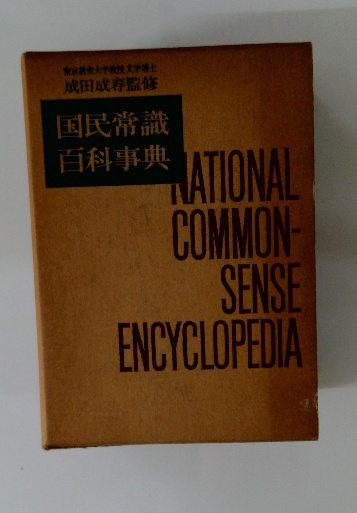 東京教育大学教授文学博士
成田成寿監修
国民常識
百科事典
NATIONAL
COMMON-
SENSE
ENCYCLOPEDIA